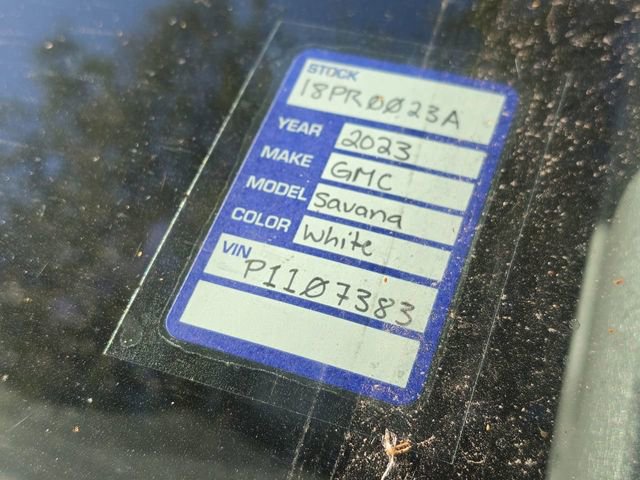 STOCK
18PR0023A
YEAR 2023
MAKE GMC
MODEL Savana
COLOR White
VIN
P1107383